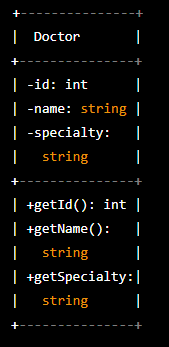 +---------------+
|  Doctor       |
+---------------+
| -id: int      |
| -name: string |
| -specialty:   |
|   string      |
+---------------+
| +getId(): int |
| +getName():   |
|   string      |
| +getSpecialty:|
|   string      |
+---------------+